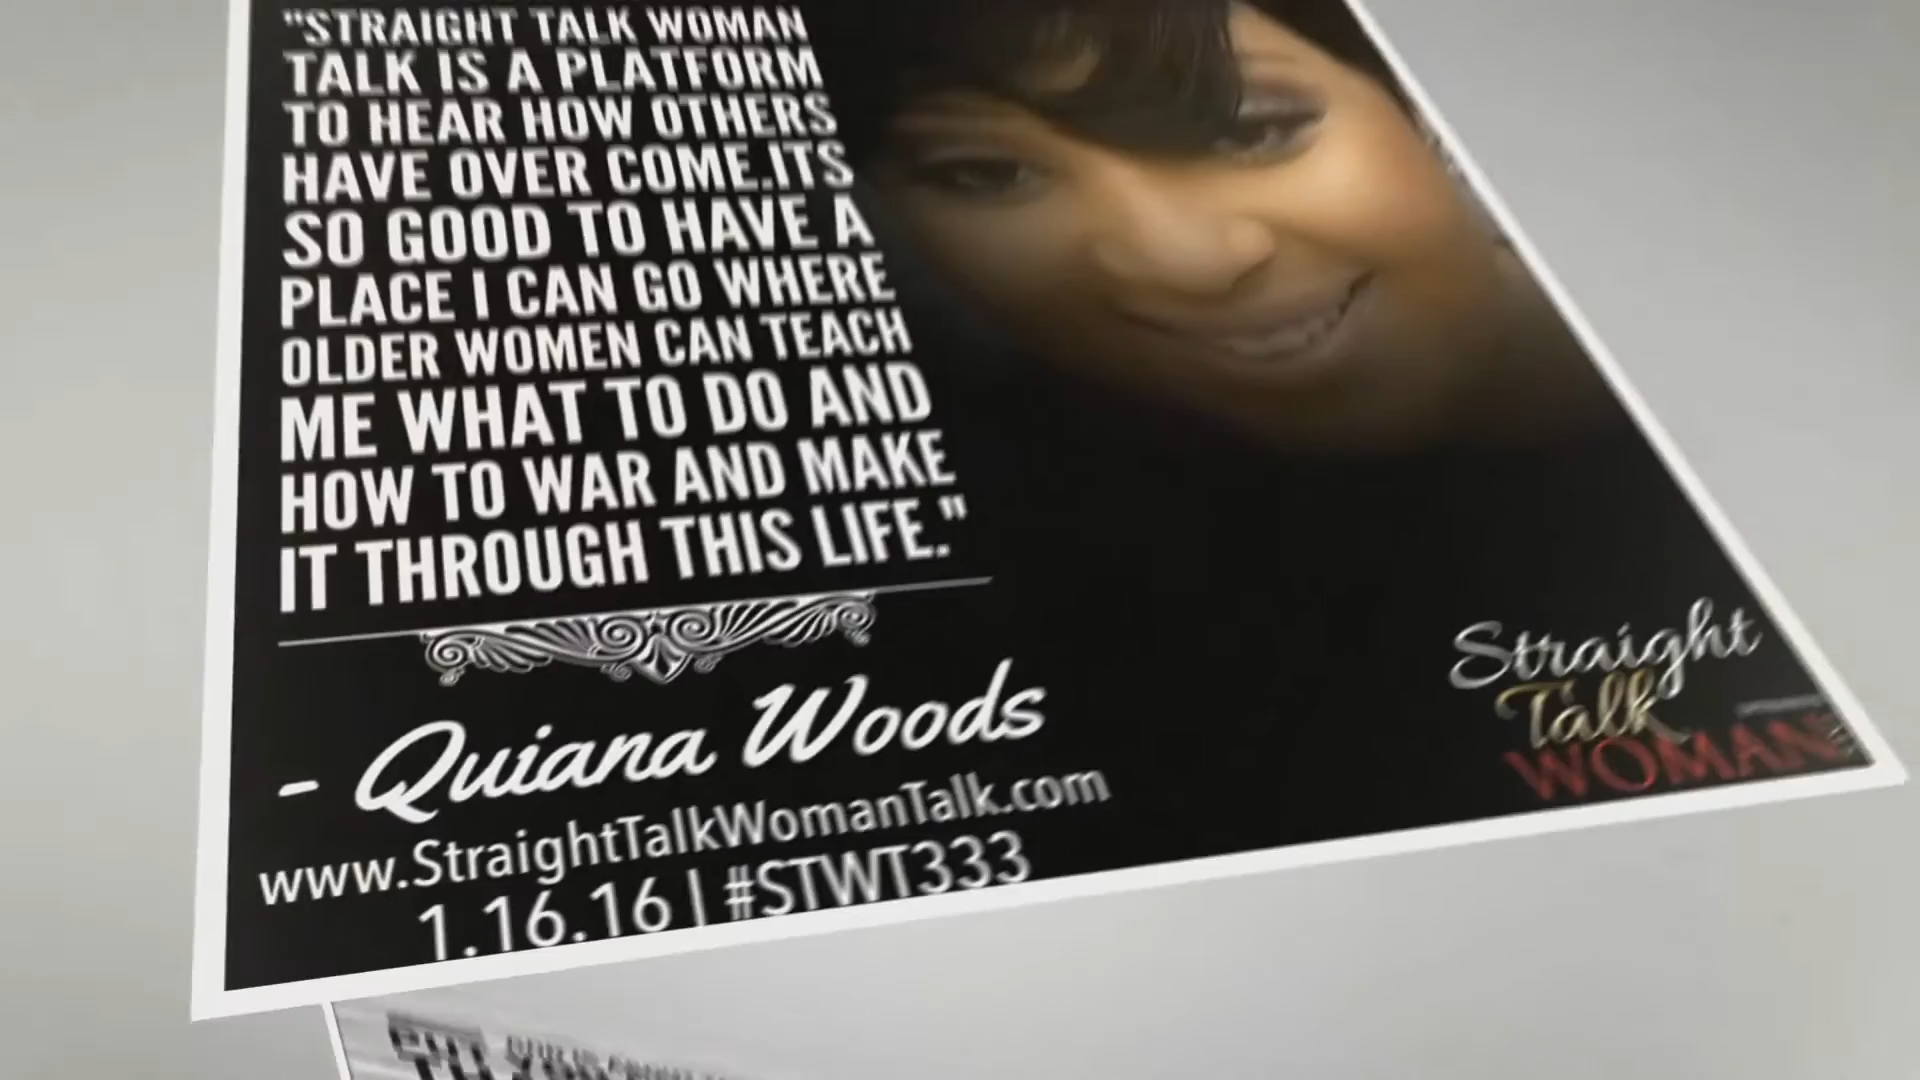 "STRAIGHT TALK WOMAN
TALK IS A PLATFORM
TO HEAR HOW OTHERS
HAVE OVER COME.ITS
SO GOOD TO HAVE A
PLACE I CAN GO WHERE
OLDER WOMEN CAN TEACH
ME WHAT TO DO AND
HOW TO WAR AND MAKE
IT THROUGH THIS LIFE."
- Quiana Woods
www.StraightTalkWomanTalk.com
1.16.16 | #STWT333
Straight
Talk
WOMAN